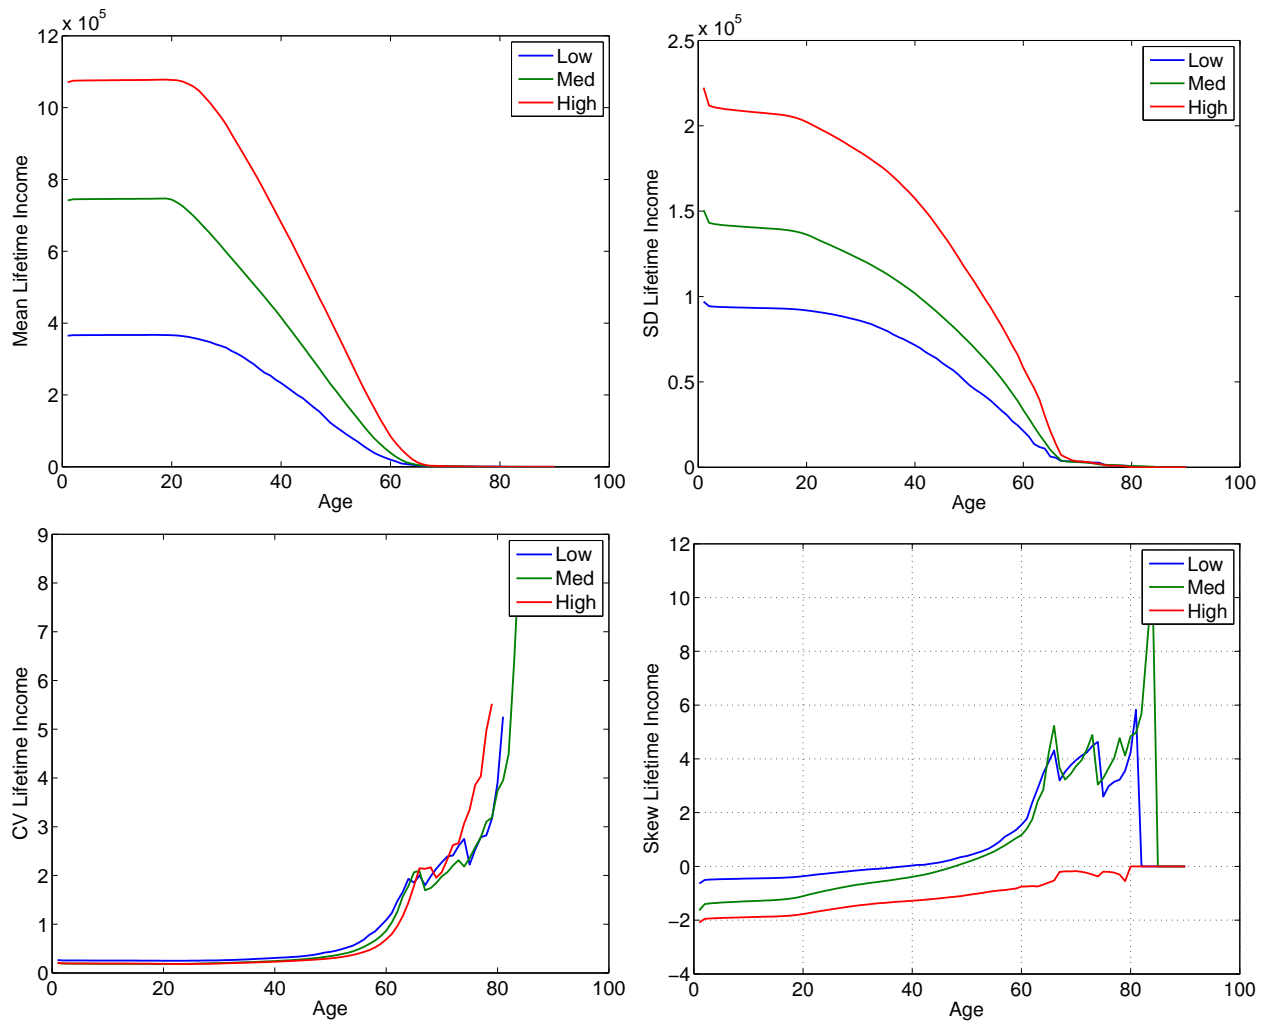 x 10⁵
12
10
8
6
4
2
0
0 20 40 60 80 100
Mean Lifetime Income
Age
Low
Med
High
x 10⁵
2.5
2
1.5
1
0.5
0
0 20 40 60 80 100
SD Lifetime Income
Age
Low
Med
High
9
8
7
6
5
4
3
2
1
0
0 20 40 60 80 100
CV Lifetime Income
Age
Low
Med
High
12
10
8
6
4
2
0
−2
−4
0 20 40 60 80 100
Skew Lifetime Income
Age
Low
Med
High